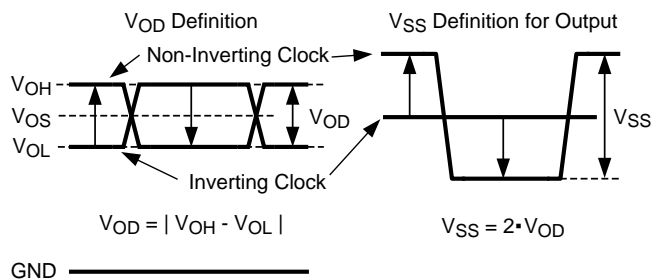 VOD Definition
VSS Definition for Output
Non-Inverting Clock
VOH
VOS
VOL
VOD
VSS
Inverting Clock
VOD = | VOH - VOL |
VSS = 2·VOD
GND